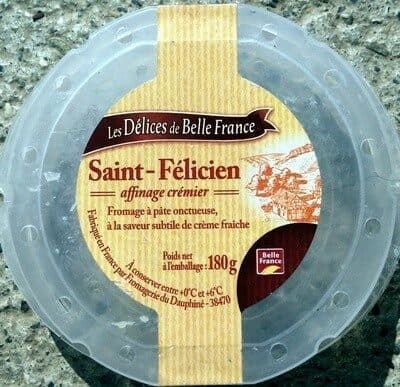 Les Délices de Belle France
Saint-Félicien
affinage crémier
Fromage à pâte onctueuse,
à la saveur subtile de crème fraîche
Poids net
à l'emballage : 180g
Belle
France
A conserver entre +0°C et +6°C
Fabriqué en France par Fromagerie du Dauphiné - 38470